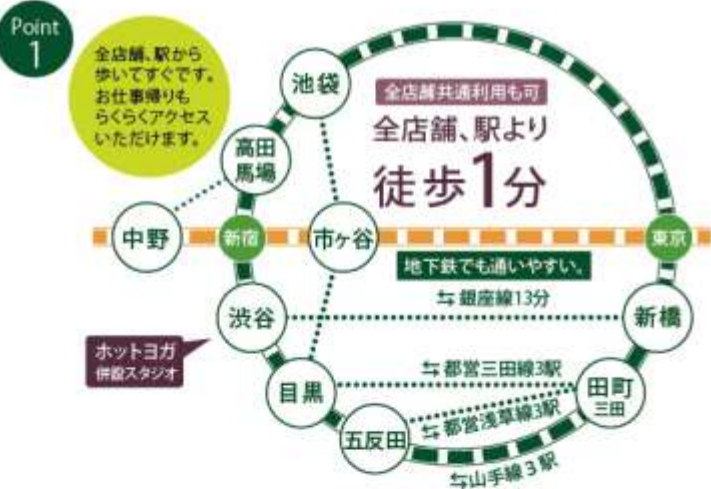 Point
1
全店舗、駅から
歩いてすぐです。
お仕事帰りも
らくらくアクセス
いただけます。
池袋
全店舗共通利用も可
全店舗、駅より
徒歩1分
高田
馬場
中野
新宿
市ヶ谷
東京
地下鉄でも通いやすい。
⇆銀座線13分
渋谷
新橋
ホットヨガ
併設スタジオ
⇆都営三田線3駅
目黒
田町
三田
⇆都営浅草線3駅
五反田
⇆山手線3駅